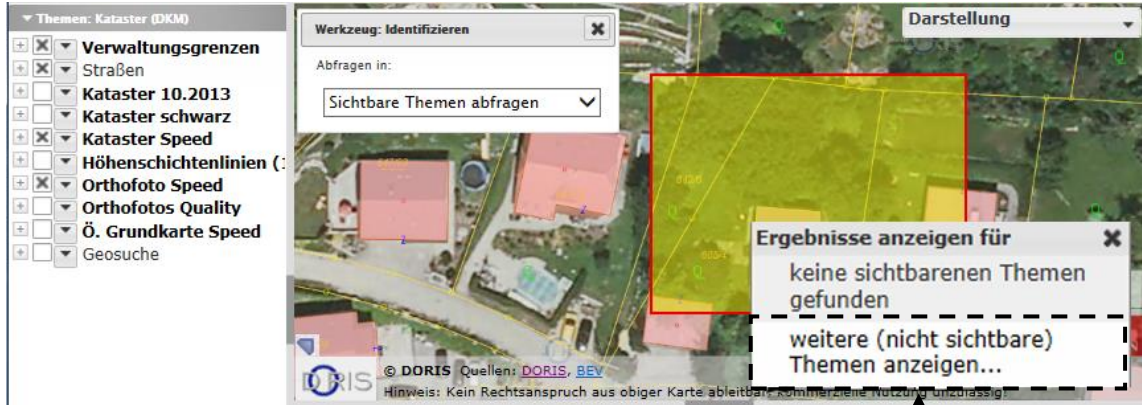 Themen: Kataster (DKM)
Verwaltungsgrenzen
Straßen
Kataster 10.2013
Kataster schwarz
Kataster Speed
Höhenschichtenlinien (1
Orthofoto Speed
Orthofotos Quality
Ö. Grundkarte Speed
Geosuche
Werkzeug: Identifizieren
Abfragen in:
Sichtbare Themen abfragen
Darstellung
Ergebnisse anzeigen für
keine sichtbarenen Themen
gefunden
weitere (nicht sichtbare)
Themen anzeigen...
DORIS
© DORIS Quellen: DORIS, BEV
Hinweis: Kein Rechtsanspruch aus obiger Karte ableitbar, kommerzielle Nutzung unzulässig!